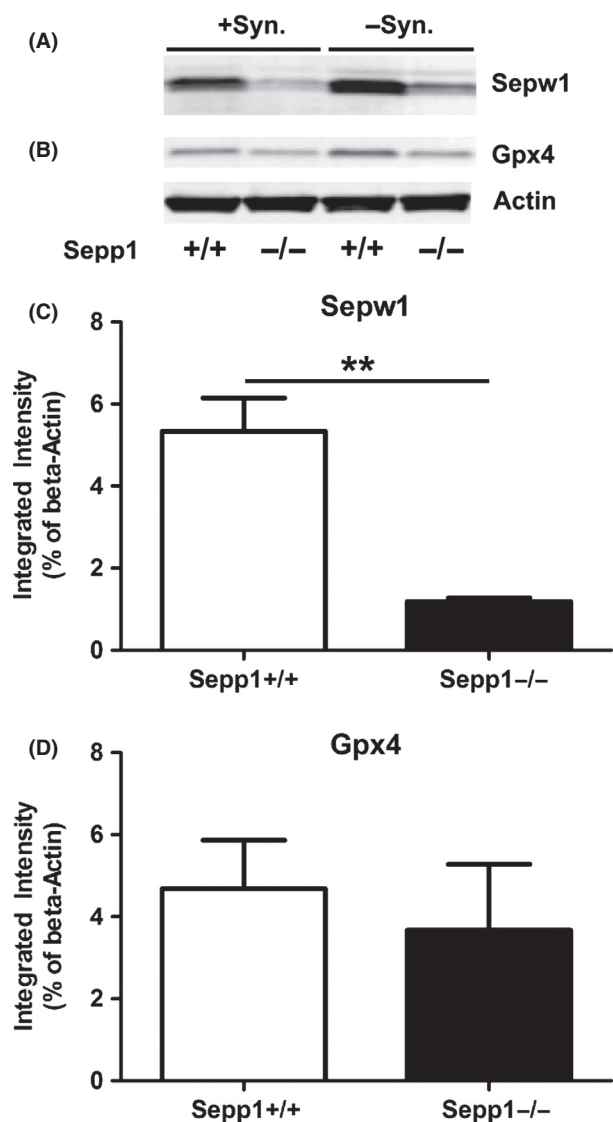 (A)
+Syn. –Syn.
Sepw1
(B)
Gpx4
Actin
Sepp1 +/+ –/– +/+ –/–
(C)
Sepw1
Integrated Intensity
(% of beta-Actin)
8
6
4
2
0
**
Sepp1+/+ Sepp1–/–
(D)
Gpx4
Integrated Intensity
(% of beta-Actin)
8
6
4
2
0
Sepp1+/+ Sepp1–/–